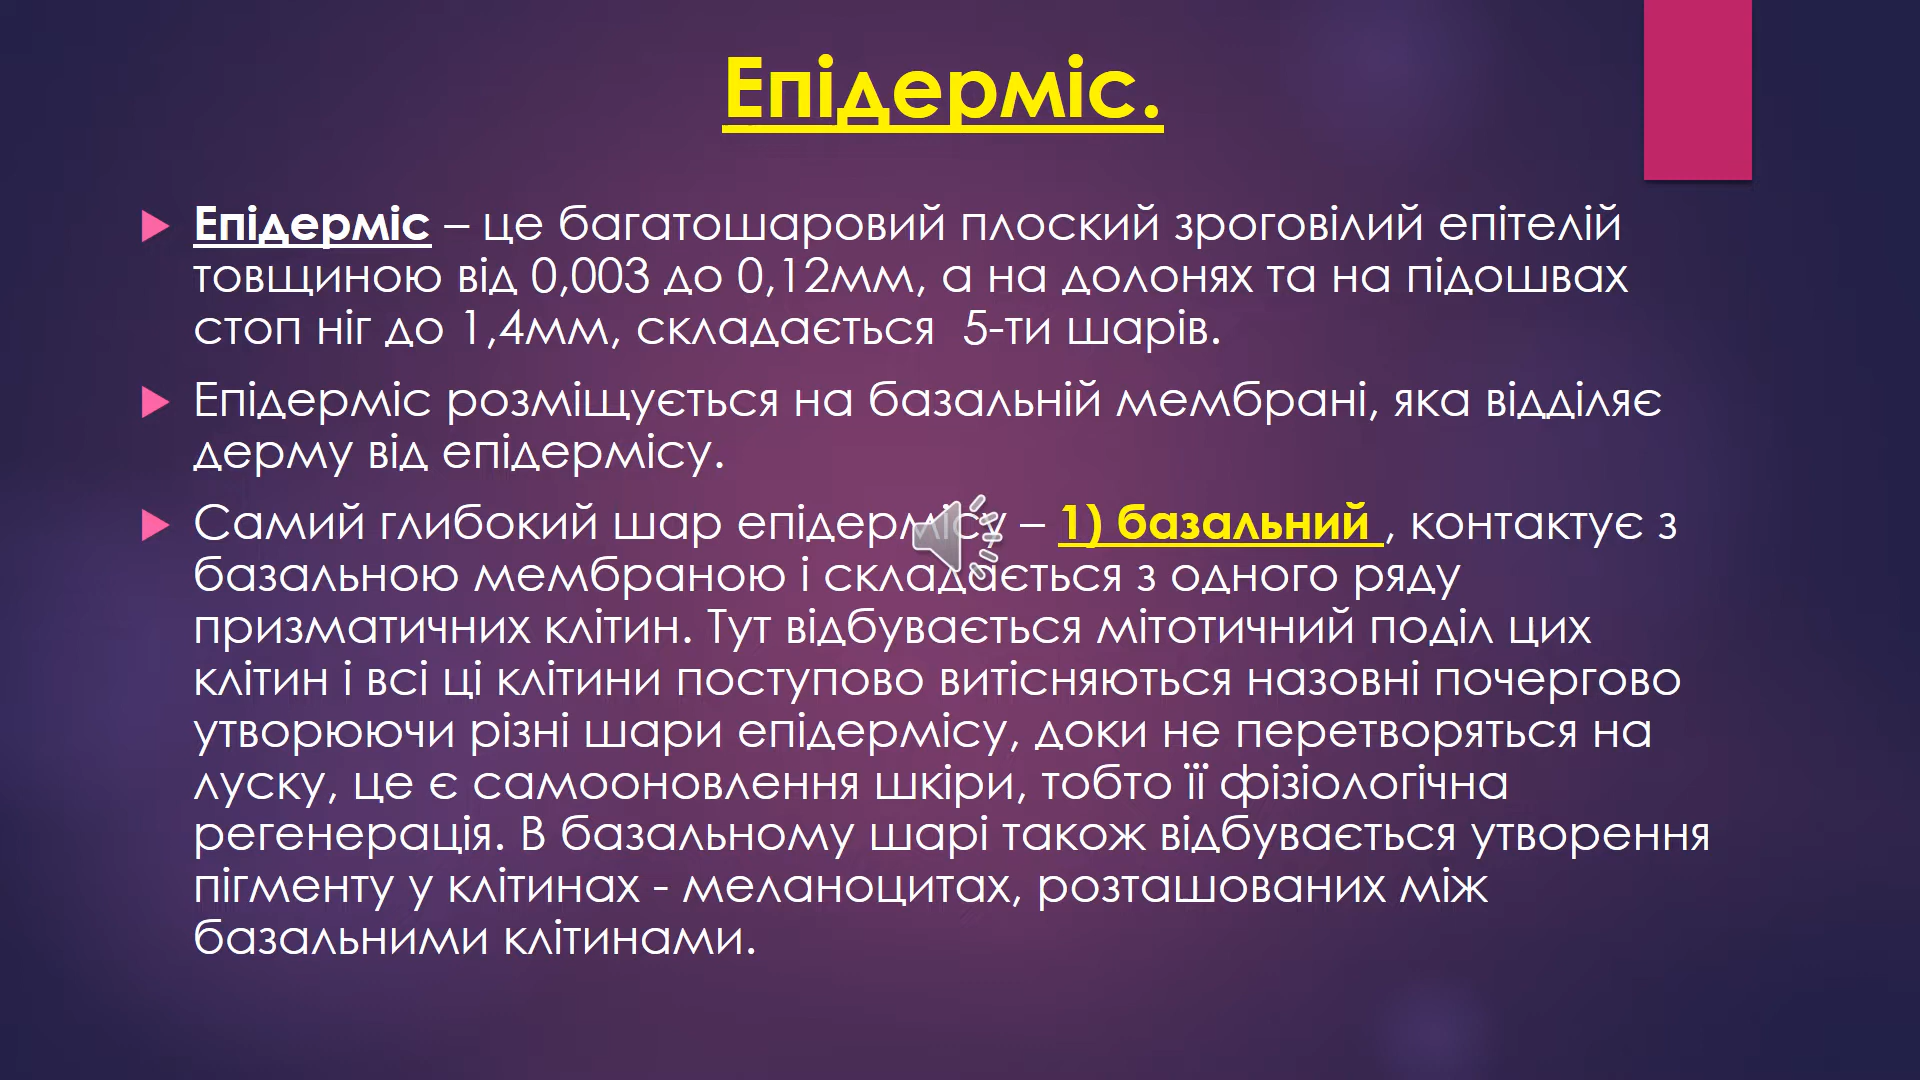 Епідерміс.
Епідерміс – це багатошаровий плоский зроговілий епітелій
товщиною від 0,003 до 0,12мм, а на долонях та на підошвах
стоп ніг до 1,4мм, складається 5-ти шарів.
Епідерміс розміщується на базальній мембрані, яка відділяє
дерму від епідермісу.
Самий глибокий шар епідермісу – 1) базальний , контактує з
базальною мембраною і складається з одного ряду
призматичних клітин. Тут відбувається мітотичний поділ цих
клітин і всі ці клітини поступово витісняються назовні почергово
утворюючи різні шари епідермісу, доки не перетворяться на
луску, це є самооновлення шкіри, тобто її фізіологічна
регенерація. В базальному шарі також відбувається утворення
пігменту у клітинах - меланоцитах, розташованих між
базальними клітинами.